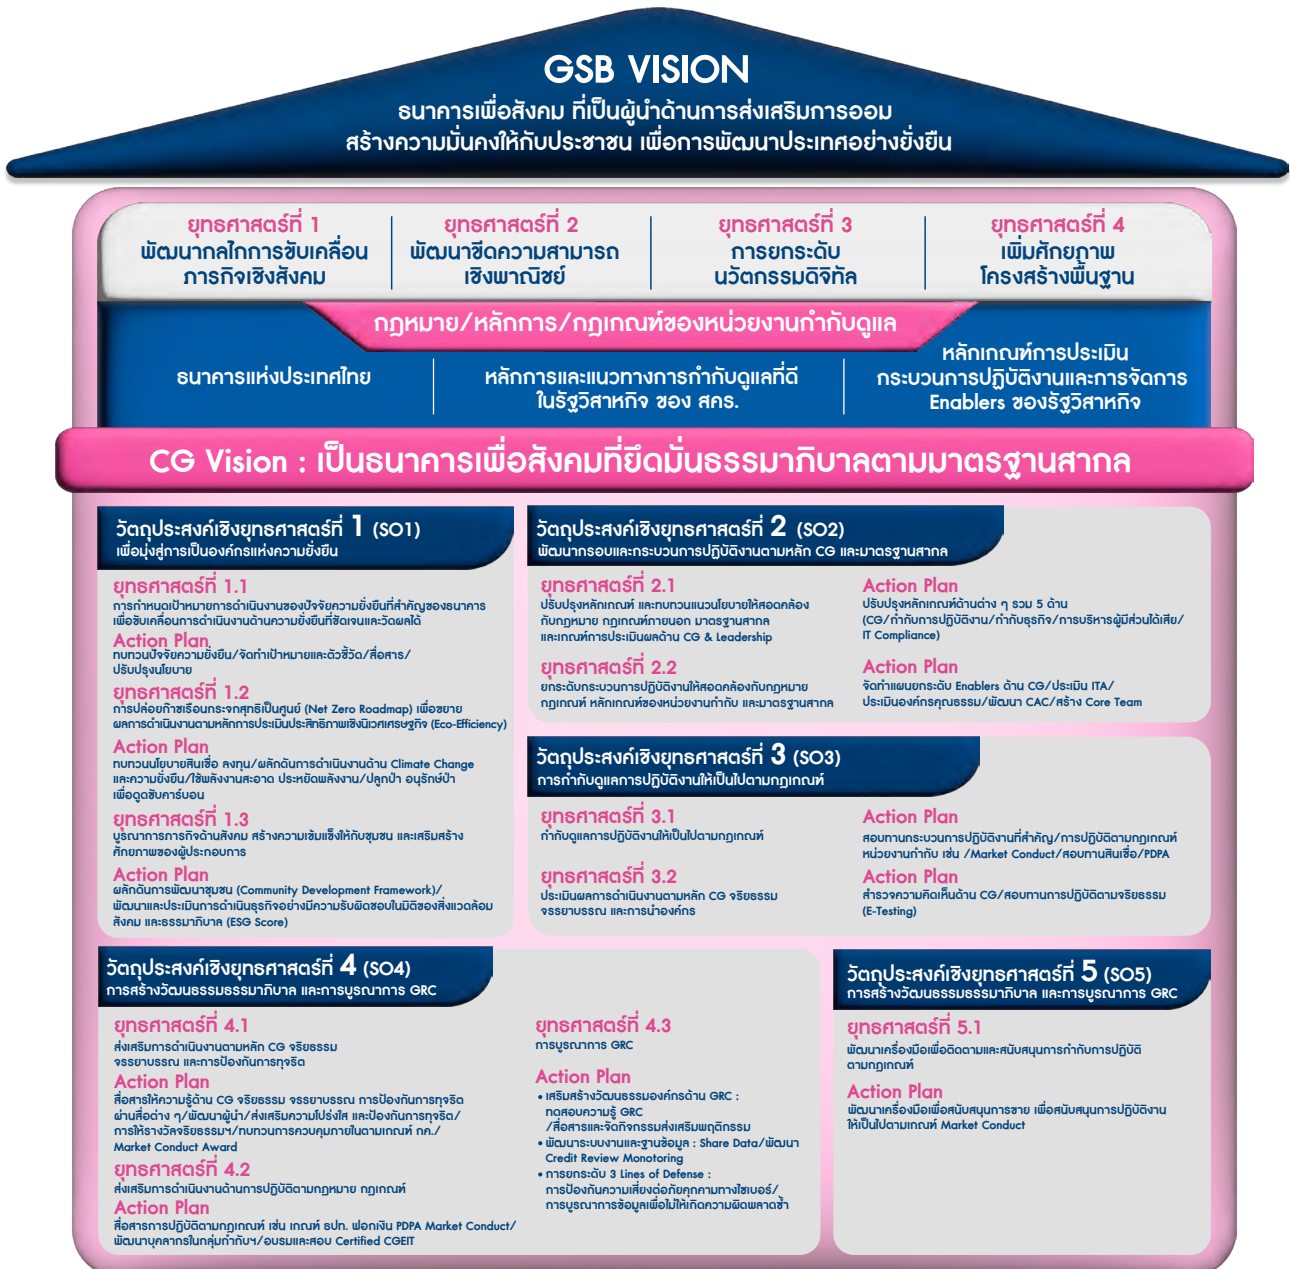 GSB VISION
ธนาคารเพื่อสังคม ที่เป็นผู้นำด้านการส่งเสริมการออม
สร้างความมั่นคงให้กับประชาชน เพื่อการพัฒนาประเทศอย่างยั่งยืน
ยุทธศาสตร์ที่ 1
พัฒนากลไกการขับเคลื่อน
ภารกิจเชิงสังคม
ยุทธศาสตร์ที่ 2
พัฒนาขีดความสามารถ
เชิงพาณิชย์
ยุทธศาสตร์ที่ 3
การยกระดับ
นวัตกรรมดิจิทัล
ยุทธศาสตร์ที่ 4
เพิ่มศักยภาพ
โครงสร้างพื้นฐาน
กฎหมาย/หลักการ/กฎเกณฑ์ของหน่วยงานกำกับดูแล
ธนาคารแห่งประเทศไทย
หลักการและแนวทางการกำกับดูแลที่ดี
ในรัฐวิสาหกิจ ของ สคร.
หลักเกณฑ์การประเมิน
กระบวนการปฏิบัติงานและการจัดการ
Enablers ของรัฐวิสาหกิจ
CG Vision : เป็นธนาคารเพื่อสังคมที่ยึดมั่นธรรมาภิบาลตามมาตรฐานสากล
วัตถุประสงค์เชิงยุทธศาสตร์ที่ 1 (SO1)
เพื่อมุ่งสู่การเป็นองค์กรแห่งความยั่งยืน
ยุทธศาสตร์ที่ 1.1
การกำหนดเป้าหมายการดำเนินงานของปัจจัยความยั่งยืนที่สำคัญของธนาคาร
เพื่อขับเคลื่อนการดำเนินงานด้านความยั่งยืนที่ชัดเจนและวัดผลได้
Action Plan
ทบทวนปัจจัยความยั่งยืน/จัดทำเป้าหมายและตัวชี้วัด/สื่อสาร/
ปรับปรุงนโยบาย
ยุทธศาสตร์ที่ 1.2
การปล่อยก๊าซเรือนกระจกสุทธิเป็นศูนย์ (Net Zero Roadmap) เพื่อขยาย
ผลการดำเนินงานตามหลักการประเมินประสิทธิภาพเชิงนิเวศเศรษฐกิจ (Eco-Efficiency)
Action Plan
ทบทวนนโยบายสินเชื่อ ลงทุน/ผลักดันการดำเนินงานด้าน Climate Change
และความยั่งยืน/ใช้พลังงานสะอาด ประหยัดพลังงาน/ปลูกป่า อนุรักษ์ป่า
เพื่อดูดซับคาร์บอน
ยุทธศาสตร์ที่ 1.3
บูรณาการภารกิจด้านสังคม สร้างความเข้มแข็งให้กับชุมชน และเสริมสร้าง
ศักยภาพของผู้ประกอบการ
Action Plan
ผลักดันการพัฒนาชุมชน (Community Development Framework)/
พัฒนาและประเมินการดำเนินธุรกิจอย่างมีความรับผิดชอบในมิติของสิ่งแวดล้อม
สังคม และธรรมาภิบาล (ESG Score)
วัตถุประสงค์เชิงยุทธศาสตร์ที่ 2 (SO2)
พัฒนากรอบและกระบวนการปฏิบัติงานตามหลัก CG และมาตรฐานสากล
ยุทธศาสตร์ที่ 2.1
ปรับปรุงหลักเกณฑ์ และทบทวนแนวนโยบายให้สอดคล้อง
กับกฎหมาย กฎเกณฑ์ภายนอก มาตรฐานสากล
และเกณฑ์การประเมินผลด้าน CG & Leadership
Action Plan
ปรับปรุงหลักเกณฑ์ด้านต่าง ๆ รวม 5 ด้าน
(CG/กำกับการปฏิบัติงาน/กำกับธุรกิจ/การบริหารผู้มีส่วนได้เสีย/
IT Compliance)
ยุทธศาสตร์ที่ 2.2
ยกระดับกระบวนการปฏิบัติงานให้สอดคล้องกับกฎหมาย
กฎเกณฑ์ หลักเกณฑ์ของหน่วยงานกำกับ และมาตรฐานสากล
Action Plan
จัดทำแผนยกระดับ Enablers ด้าน CG/ประเมิน ITA/
ประเมินองค์กรคุณธรรม/พัฒนา CAC/สร้าง Core Team
วัตถุประสงค์เชิงยุทธศาสตร์ที่ 3 (SO3)
การกำกับดูแลการปฏิบัติงานให้เป็นไปตามกฎเกณฑ์
ยุทธศาสตร์ที่ 3.1
กำกับดูแลการปฏิบัติงานให้เป็นไปตามกฎเกณฑ์
Action Plan
สอบทานกระบวนการปฏิบัติงานที่สำคัญ/การปฏิบัติตามกฎเกณฑ์
หน่วยงานกำกับ เช่น /Market Conduct/สอบทานสินเชื่อ/PDPA
ยุทธศาสตร์ที่ 3.2
ประเมินผลการดำเนินงานตามหลัก CG จริยธรรม
จรรยาบรรณ และการนำองค์กร
Action Plan
สำรวจความคิดเห็นด้าน CG/สอบทานการปฏิบัติตามจริยธรรม
(E-Testing)
วัตถุประสงค์เชิงยุทธศาสตร์ที่ 4 (SO4)
การสร้างวัฒนธรรมธรรมาภิบาล และการบูรณาการ GRC
ยุทธศาสตร์ที่ 4.1
ส่งเสริมการดำเนินงานตามหลัก CG จริยธรรม
จรรยาบรรณ และการป้องกันการทุจริต
Action Plan
สื่อสารให้ความรู้ด้าน CG จริยธรรม จรรยาบรรณ การป้องกันการทุจริต
ผ่านสื่อต่าง ๆ/พัฒนาผู้นำ/ส่งเสริมความโปร่งใส และป้องกันการทุจริต/
การให้รางวัลจริยธรรมฯ/ทบทวนการควบคุมภายในตามเกณฑ์ กค./
Market Conduct Award
ยุทธศาสตร์ที่ 4.2
ส่งเสริมการดำเนินงานด้านการปฏิบัติตามกฎหมาย กฎเกณฑ์
Action Plan
สื่อสารการปฏิบัติตามกฎเกณฑ์ เช่น เกณฑ์ ธปท. ฟอกเงิน PDPA Market Conduct/
พัฒนาบุคลากรในกลุ่มกำกับฯ/อบรมและสอบ Certified CGEIT
ยุทธศาสตร์ที่ 4.3
การบูรณาการ GRC
Action Plan
• เสริมสร้างวัฒนธรรมองค์กรด้าน GRC :
ทดสอบความรู้ GRC
/สื่อสารและจัดกิจกรรมส่งเสริมพฤติกรรม
• พัฒนาระบบงานและฐานข้อมูล : Share Data/พัฒนา
Credit Review Monotoring
• การยกระดับ 3 Lines of Defense :
การป้องกันความเสี่ยงต่อภัยคุกคามทางไซเบอร์/
การบูรณาการข้อมูลเพื่อไม่ให้เกิดความผิดพลาดซ้ำ
วัตถุประสงค์เชิงยุทธศาสตร์ที่ 5 (SO5)
การสร้างวัฒนธรรมธรรมาภิบาล และการบูรณาการ GRC
ยุทธศาสตร์ที่ 5.1
พัฒนาเครื่องมือเพื่อติดตามและสนับสนุนการกำกับการปฏิบัติ
ตามกฎเกณฑ์
Action Plan
พัฒนาเครื่องมือเพื่อสนับสนุนการขาย เพื่อสนับสนุนการปฏิบัติงาน
ให้เป็นไปตามเกณฑ์ Market Conduct